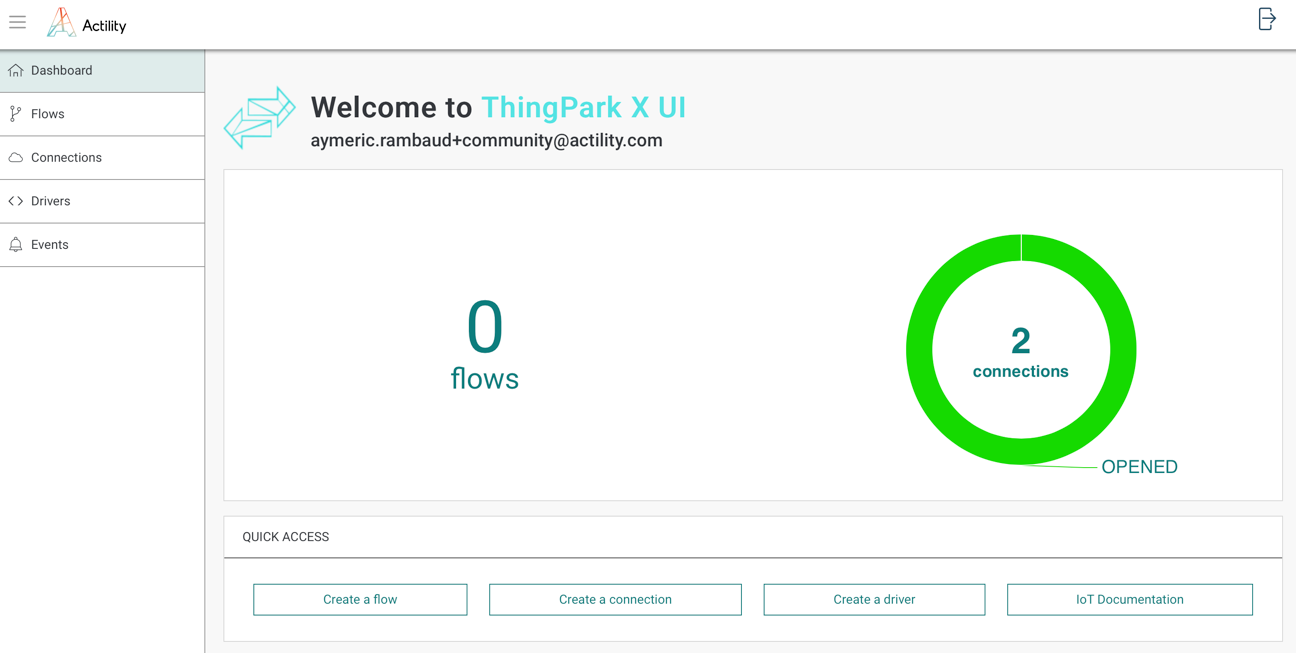 Actility
Dashboard
Flows
Connections
Drivers
Events
Welcome to ThingPark X UI
aymeric.rambaud+community@actility.com
0
flows
2
connections
OPENED
QUICK ACCESS
Create a flow
Create a connection
Create a driver
IoT Documentation